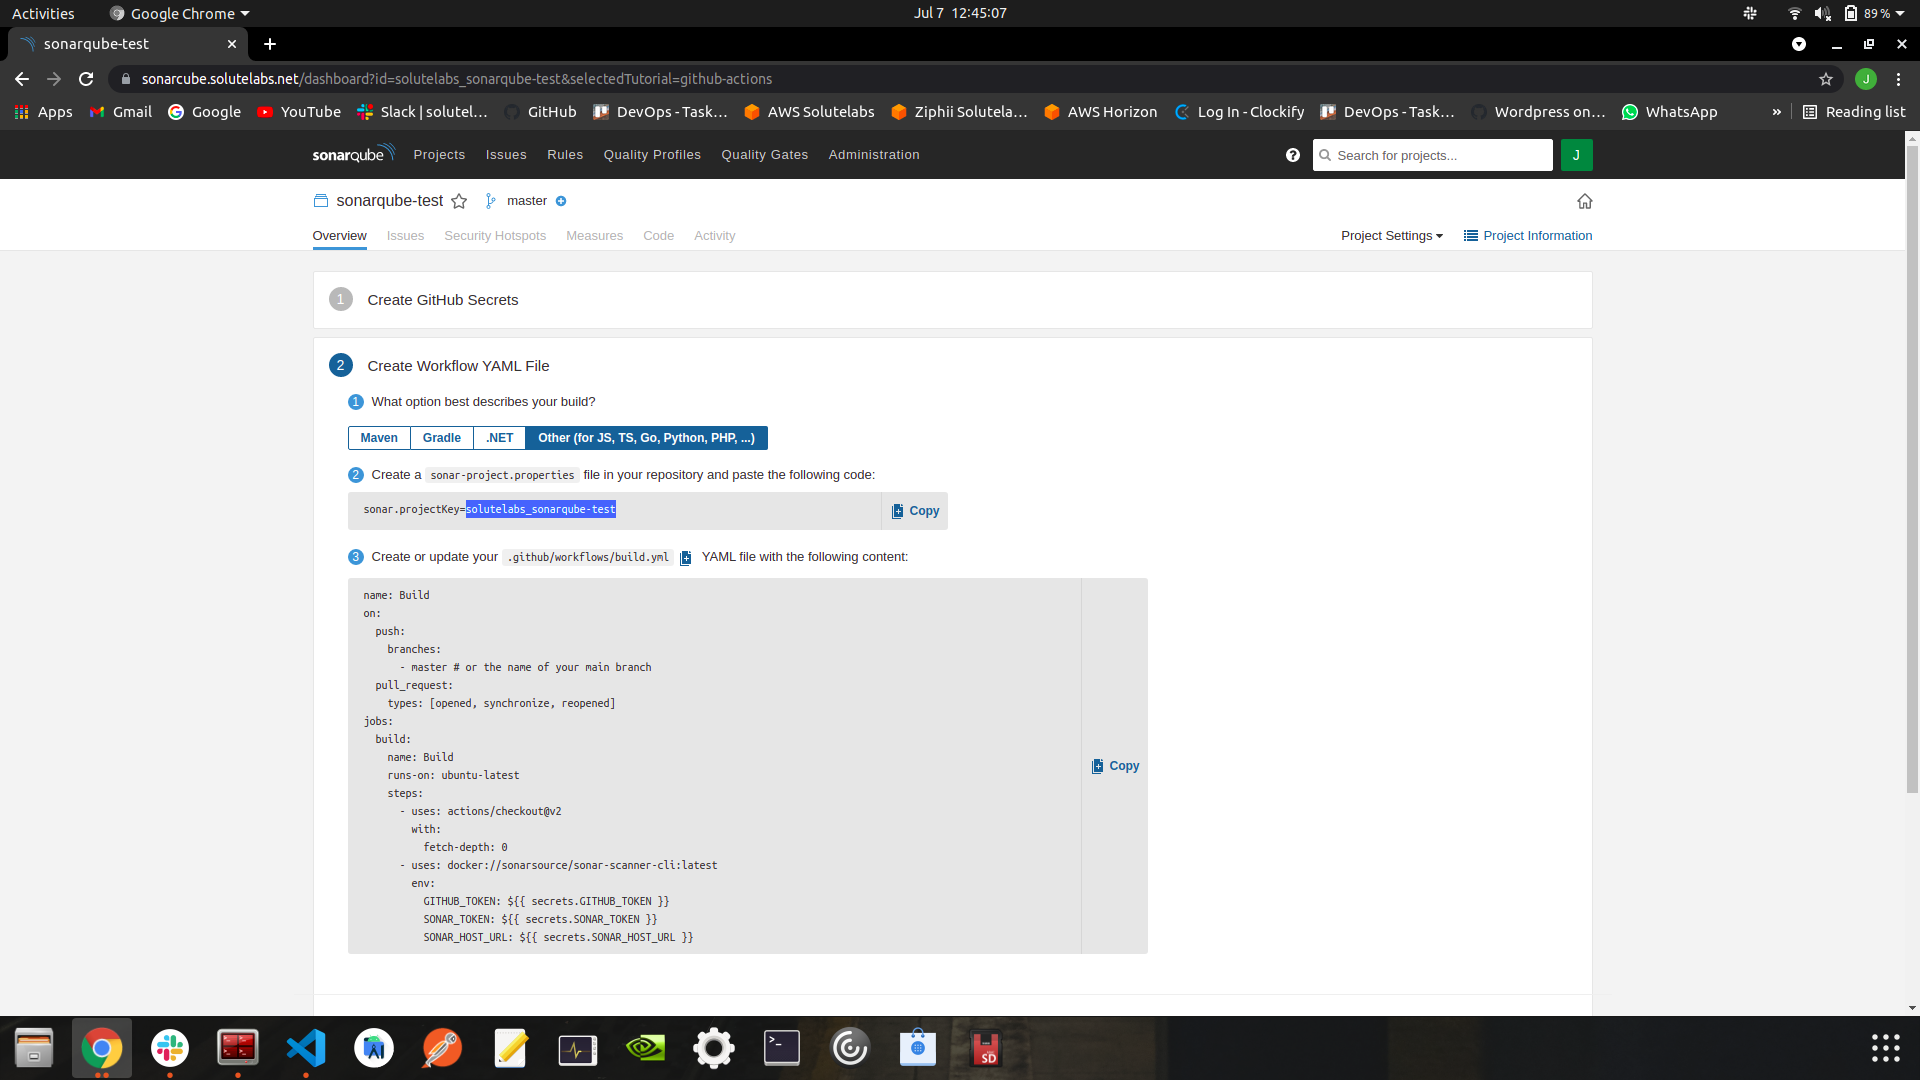 Activities Google Chrome Jul 7 12:45:07 89 %
sonarqube-test
sonarcube.solutelabs.net/dashboard?id=solutelabs_sonarqube-test&selectedTutorial=github-actions J
Apps Gmail Google YouTube Slack | solutel... GitHub DevOps - Task... AWS Solutelabs Ziphii Solutela... AWS Horizon Log In - Clockify DevOps - Task... Wordpress on... WhatsApp » Reading list
sonarqube Projects Issues Rules Quality Profiles Quality Gates Administration ? Search for projects... J
sonarqube-test master
Overview Issues Security Hotspots Measures Code Activity Project Settings Project Information
1 Create GitHub Secrets
2 Create Workflow YAML File
1 What option best describes your build?
Maven Gradle .NET Other (for JS, TS, Go, Python, PHP, ...)
2 Create a sonar-project.properties file in your repository and paste the following code:
sonar.projectKey=solutelabs_sonarqube-test Copy
3 Create or update your .github/workflows/build.yml YAML file with the following content:
name: Build
on:
push:
branches:
- master # or the name of your main branch
pull_request:
types: [opened, synchronize, reopened]
jobs:
build:
name: Build
runs-on: ubuntu-latest
steps:
- uses: actions/checkout@v2
with:
fetch-depth: 0
- uses: docker://sonarsource/sonar-scanner-cli:latest
env:
GITHUB_TOKEN: ${{ secrets.GITHUB_TOKEN }}
SONAR_TOKEN: ${{ secrets.SONAR_TOKEN }}
SONAR_HOST_URL: ${{ secrets.SONAR_HOST_URL }}
Copy
SD